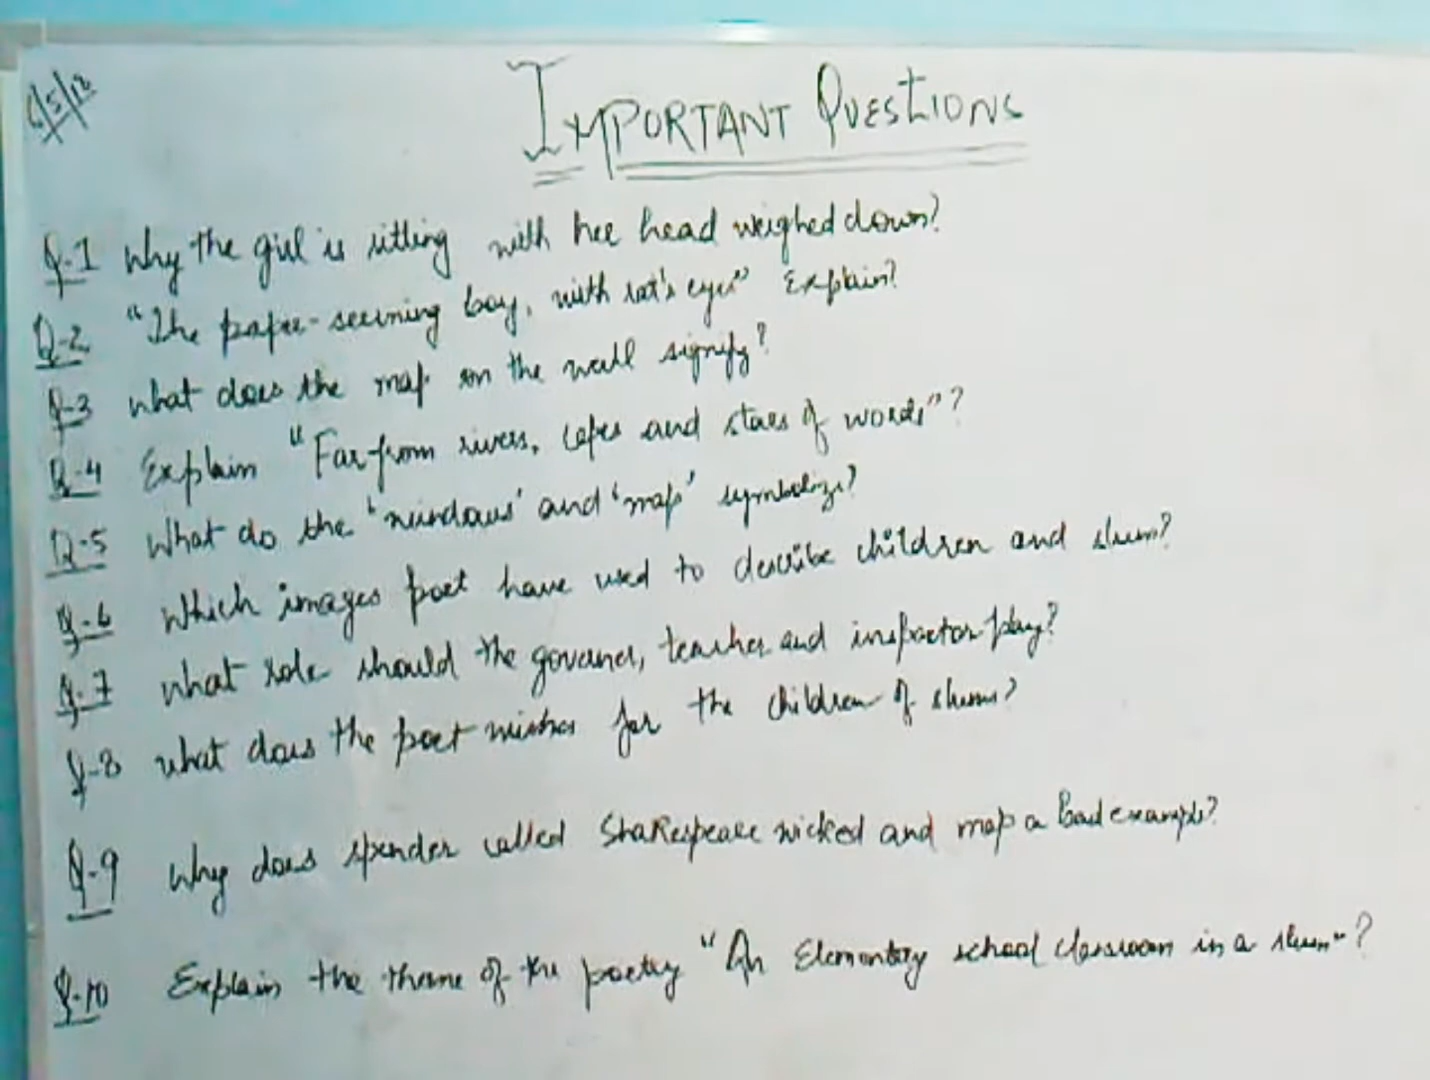 5/12
IMPORTANT QUESTIONS
Q-1 Why the girl is sitting with her head weighed down?
Q-2 "The paper-seeming boy, with rat's eyes" Explain?
Q-3 what does the map on the wall signify?
Q-4 Explain "Far from rivers, capes and stars of words"?
Q-5 What do the 'windows' and 'map' symbolize?
Q-6 Which images poet have used to describe children and slum?
Q-7 what role should the governer, teacher and inspector play?
Q-8 what does the poet wishes for the children of slums?
Q-9 Why does spender called Shakespeare wicked and map a bad example?
Q-10 Explain the theme of the poetry "An Elementary school classroom in a slum"?